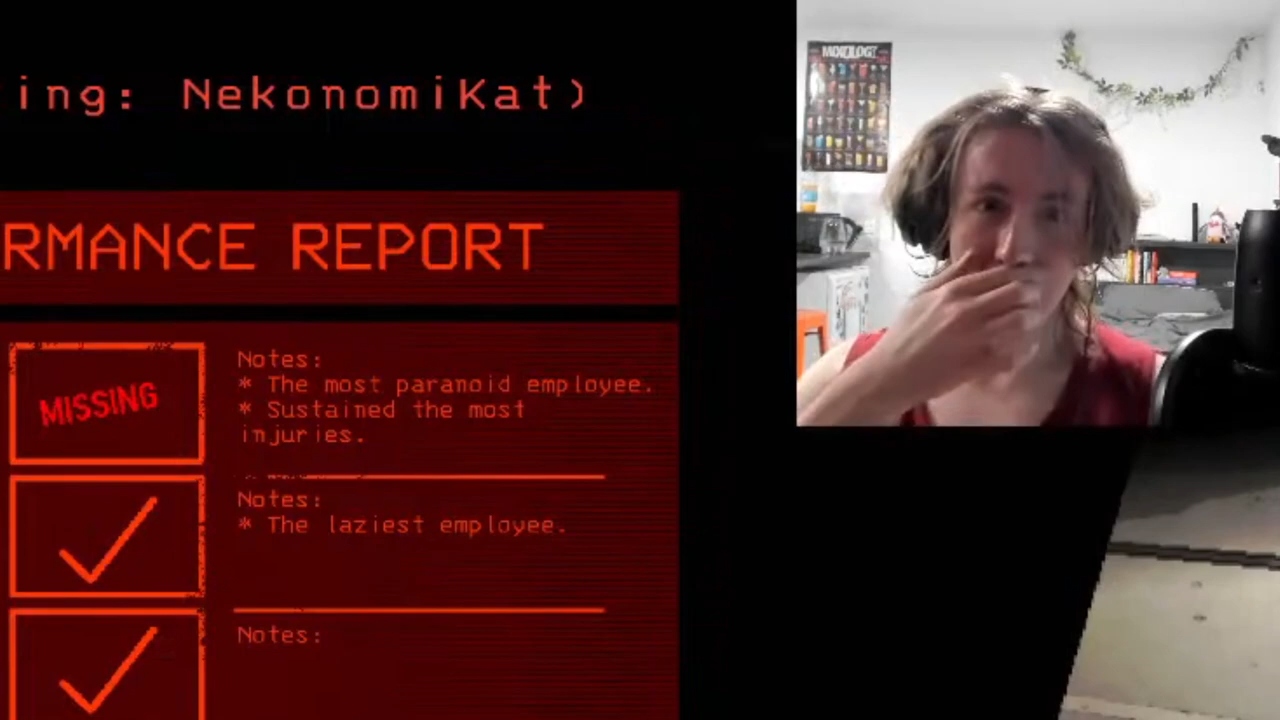 ing: NekonomiKat)
MIXOLOGY
RMANCE REPORT
MISSING
Notes:
* The most paranoid employee.
* Sustained the most
injuries.
Notes:
* The laziest employee.
Notes: